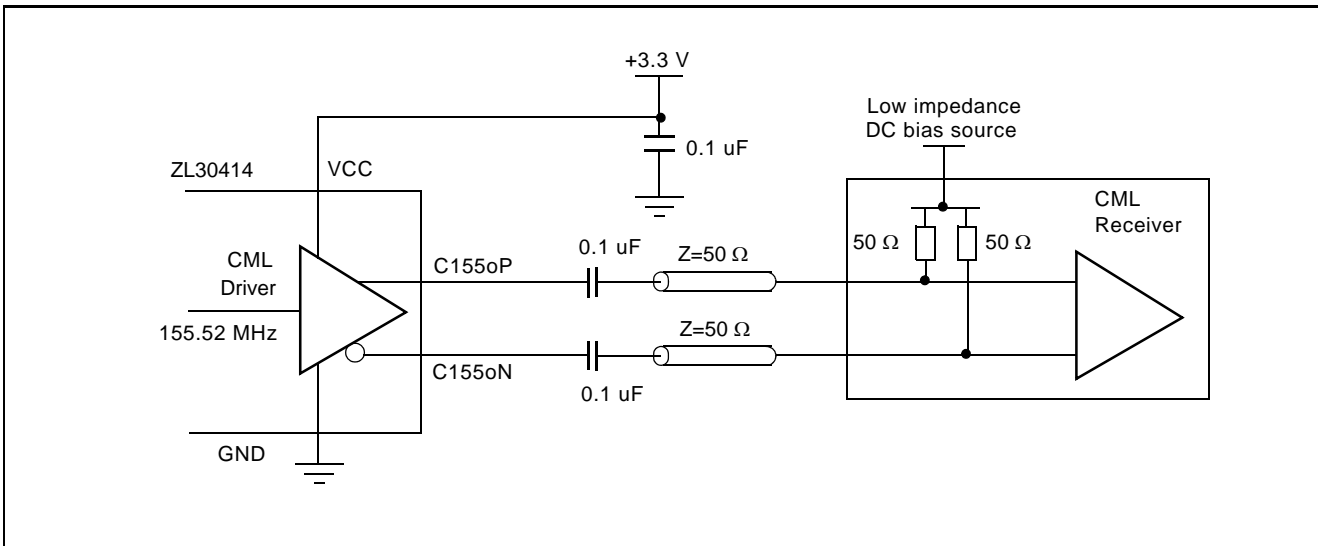 +3.3 V
0.1 uF
Low impedance
DC bias source
ZL30414
VCC
CML
Receiver
50 Ω
50 Ω
CML
Driver
155.52 MHz
C155oP
0.1 uF
Z=50 Ω
Z=50 Ω
C155oN
0.1 uF
GND